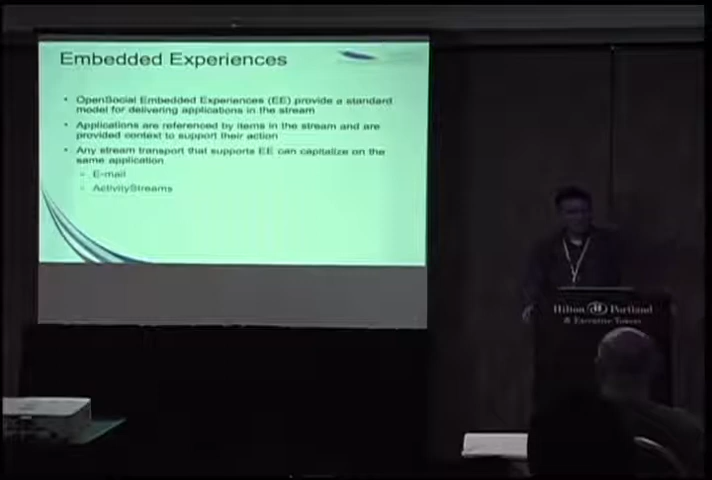 Embedded Experiences
• OpenSocial Embedded Experiences (EE) provide a standard
model for delivering applications in the stream
• Applications are referenced by items in the stream and are
provided context to support their action
• Any stream transport that supports EE can capitalize on the
same application
– E-mail
– ActivityStreams
Hilton Portland
& Executive Tower